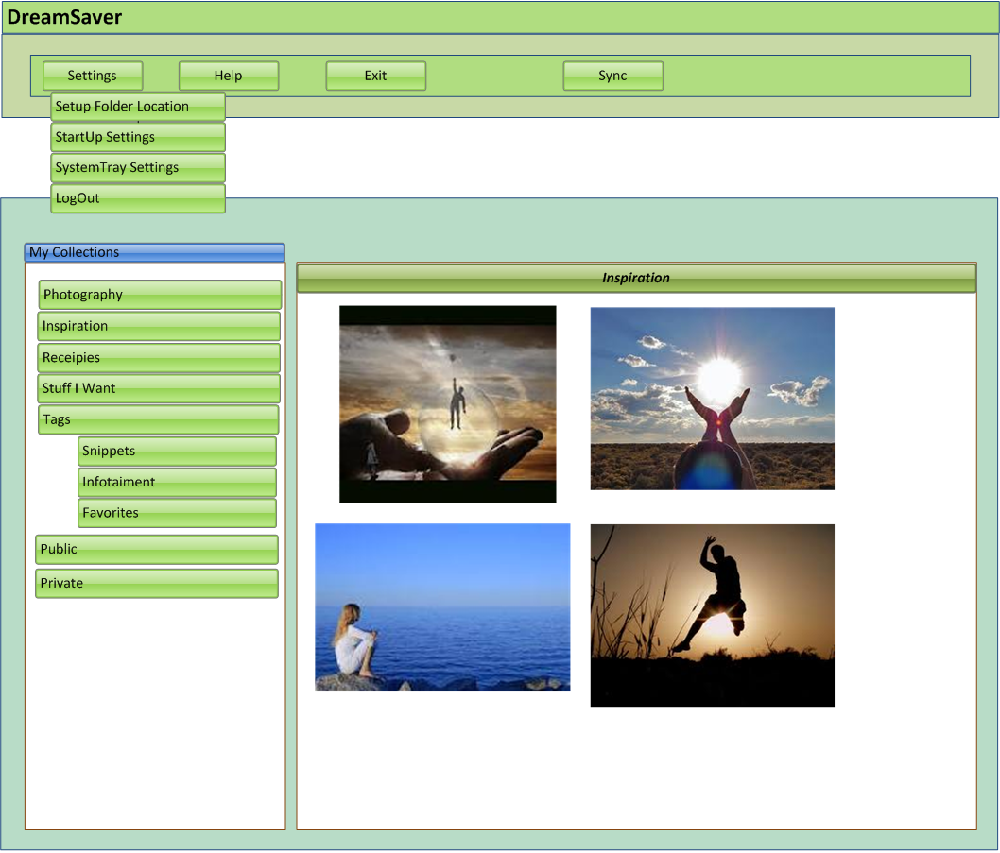 DreamSaver
Settings
Help
Exit
Sync
Setup Folder Location
StartUp Settings
SystemTray Settings
LogOut
My Collections
Photography
Inspiration
Receipies
Stuff I Want
Tags
Snippets
Infotaiment
Favorites
Public
Private
Inspiration